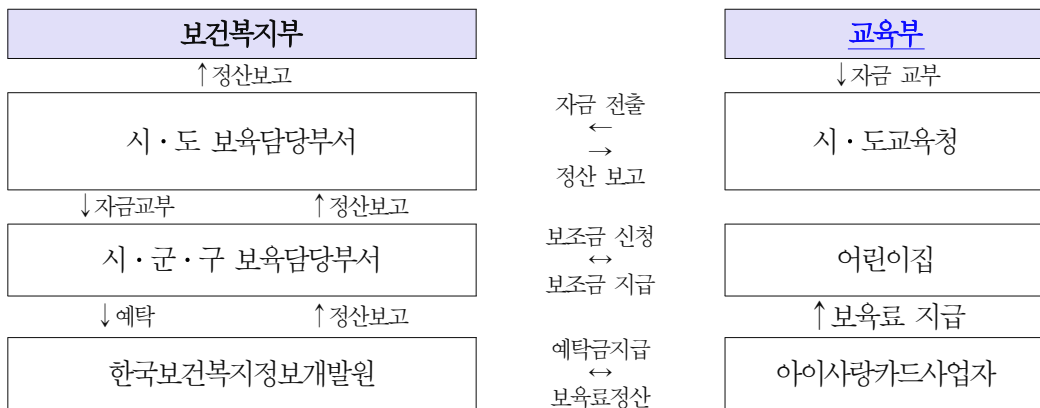 보건복지부 교육부
↑정산보고 ↓자금 교부
시·도 보육담당부서
자금 전출
←
→
정산 보고
시·도교육청
↓자금교부 ↑정산보고
시·군·구 보육담당부서
보조금 신청
↔
보조금 지급
어린이집
↓예탁 ↑정산보고 ↑보육료 지급
한국보건복지정보개발원
예탁금지급
↔
보육료정산
아이사랑카드사업자